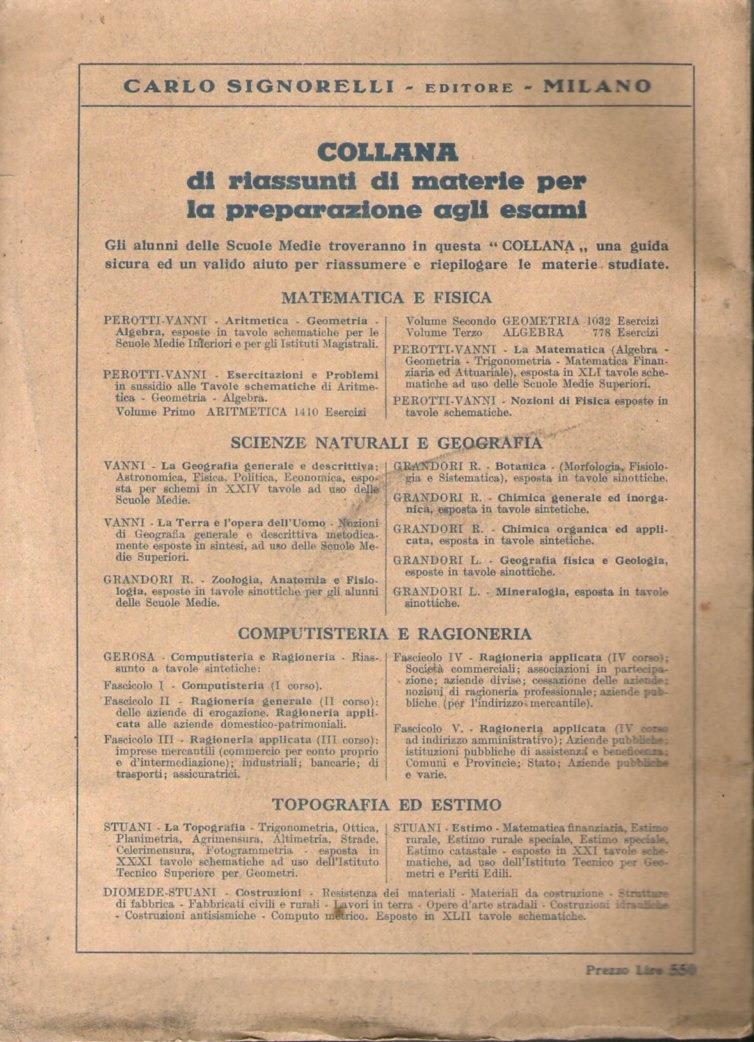 CARLO SIGNORELLI - EDITORE - MILANO
COLLANA
di riassunti di materie per
la preparazione agli esami
Gli alunni delle Scuole Medie troveranno in questa “ COLLANA „ una guida
sicura ed un valido aiuto per riassumere e riepilogare le materie studiate.
MATEMATICA E FISICA
PEROTTI-VANNI - Aritmetica - Geometria -
Algebra, esposte in tavole schematiche per le
Scuole Medie Inferiori e per gli Istituti Magistrali.
PEROTTI-VANNI - Esercitazioni e Problemi
in sussidio alle Tavole schematiche di Aritme-
tica - Geometria - Algebra.
Volume Primo ARITMETICA 1410 Esercizi
Volume Secondo GEOMETRIA 1032 Esercizi
Volume Terzo ALGEBRA 778 Esercizi
PEROTTI-VANNI - La Matematica (Algebra -
Geometria - Trigonometria - Matematica Finan-
ziaria ed Attuariale), esposta in XLI tavole sche-
matiche ad uso delle Scuole Medie Superiori.
PEROTTI-VANNI - Nozioni di Fisica esposte in
tavole schematiche.
SCIENZE NATURALI E GEOGRAFIA
VANNI - La Geografia generale e descrittiva:
Astronomica, Fisica, Politica, Economica, espo-
sta per schemi in XXIV tavole ad uso delle
Scuole Medie.
VANNI - La Terra e l'opera dell'Uomo - Nozioni
di Geografia generale e descrittiva metodica-
mente esposte in sintesi, ad uso delle Scuole Me-
die Superiori.
GRANDORI R. - Zoologia, Anatomia e Fisio-
logia, esposte in tavole sinottiche per gli alunni
delle Scuole Medie.
GRANDORI R. - Botanica - (Morfologia, Fisiolo-
gia e Sistematica), esposta in tavole sinottiche.
GRANDORI R. - Chimica generale ed inorga-
nica, esposta in tavole sintetiche.
GRANDORI R. - Chimica organica ed appli-
cata, esposta in tavole sintetiche.
GRANDORI L. - Geografia fisica e Geologia,
esposte in tavole sinottiche.
GRANDORI L. - Mineralogia, esposta in tavole
sinottiche.
COMPUTISTERIA E RAGIONERIA
GEROSA - Computisteria e Ragioneria - Rias-
sunto a tavole sintetiche:
Fascicolo I - Computisteria (I corso).
Fascicolo II - Ragioneria generale (II corso):
delle aziende di erogazione. Ragioneria appli-
cata alle aziende domestico-patrimoniali.
Fascicolo III - Ragioneria applicata (III corso):
imprese mercantili (commercio per conto proprio
e d'intermediazione); industriali; bancarie; di
trasporti; assicuratrici.
Fascicolo IV - Ragioneria applicata (IV corso);
Società commerciali; associazioni in partecipa-
zione; aziende divise; cessazione delle aziende;
nozioni di ragioneria professionale; aziende pub-
bliche (per l'indirizzo mercantile).
Fascicolo V. - Ragioneria applicata (IV corso
ad indirizzo amministrativo); Aziende pubbliche;
istituzioni pubbliche di assistenza e beneficenza;
Comuni e Provincie; Stato; Aziende pubbliche
e varie.
TOPOGRAFIA ED ESTIMO
STUANI - La Topografia - Trigonometria, Ottica,
Planimetria, Agrimensura, Altimetria, Strade,
Celerimensura, Fotogrammetria - esposta in
XXXI tavole schematiche ad uso dell'Istituto
Tecnico Superiore per Geometri.
STUANI - Estimo - Matematica finanziaria, Estimo
rurale, Estimo rurale speciale, Estimo speciale,
Estimo catastale - esposto in XXI tavole sche-
matiche, ad uso dell'Istituto Tecnico per Geo-
metri e Periti Edili.
DIOMEDE-STUANI - Costruzioni - Resistenza dei materiali - Materiali da costruzione - Strutture
di fabbrica - Fabbricati civili e rurali - Lavori in terra - Opere d'arte stradali - Costruzioni idrauliche
- Costruzioni antisismiche - Computo metrico. Esposto in XLII tavole schematiche.
Prezzo Lire 550